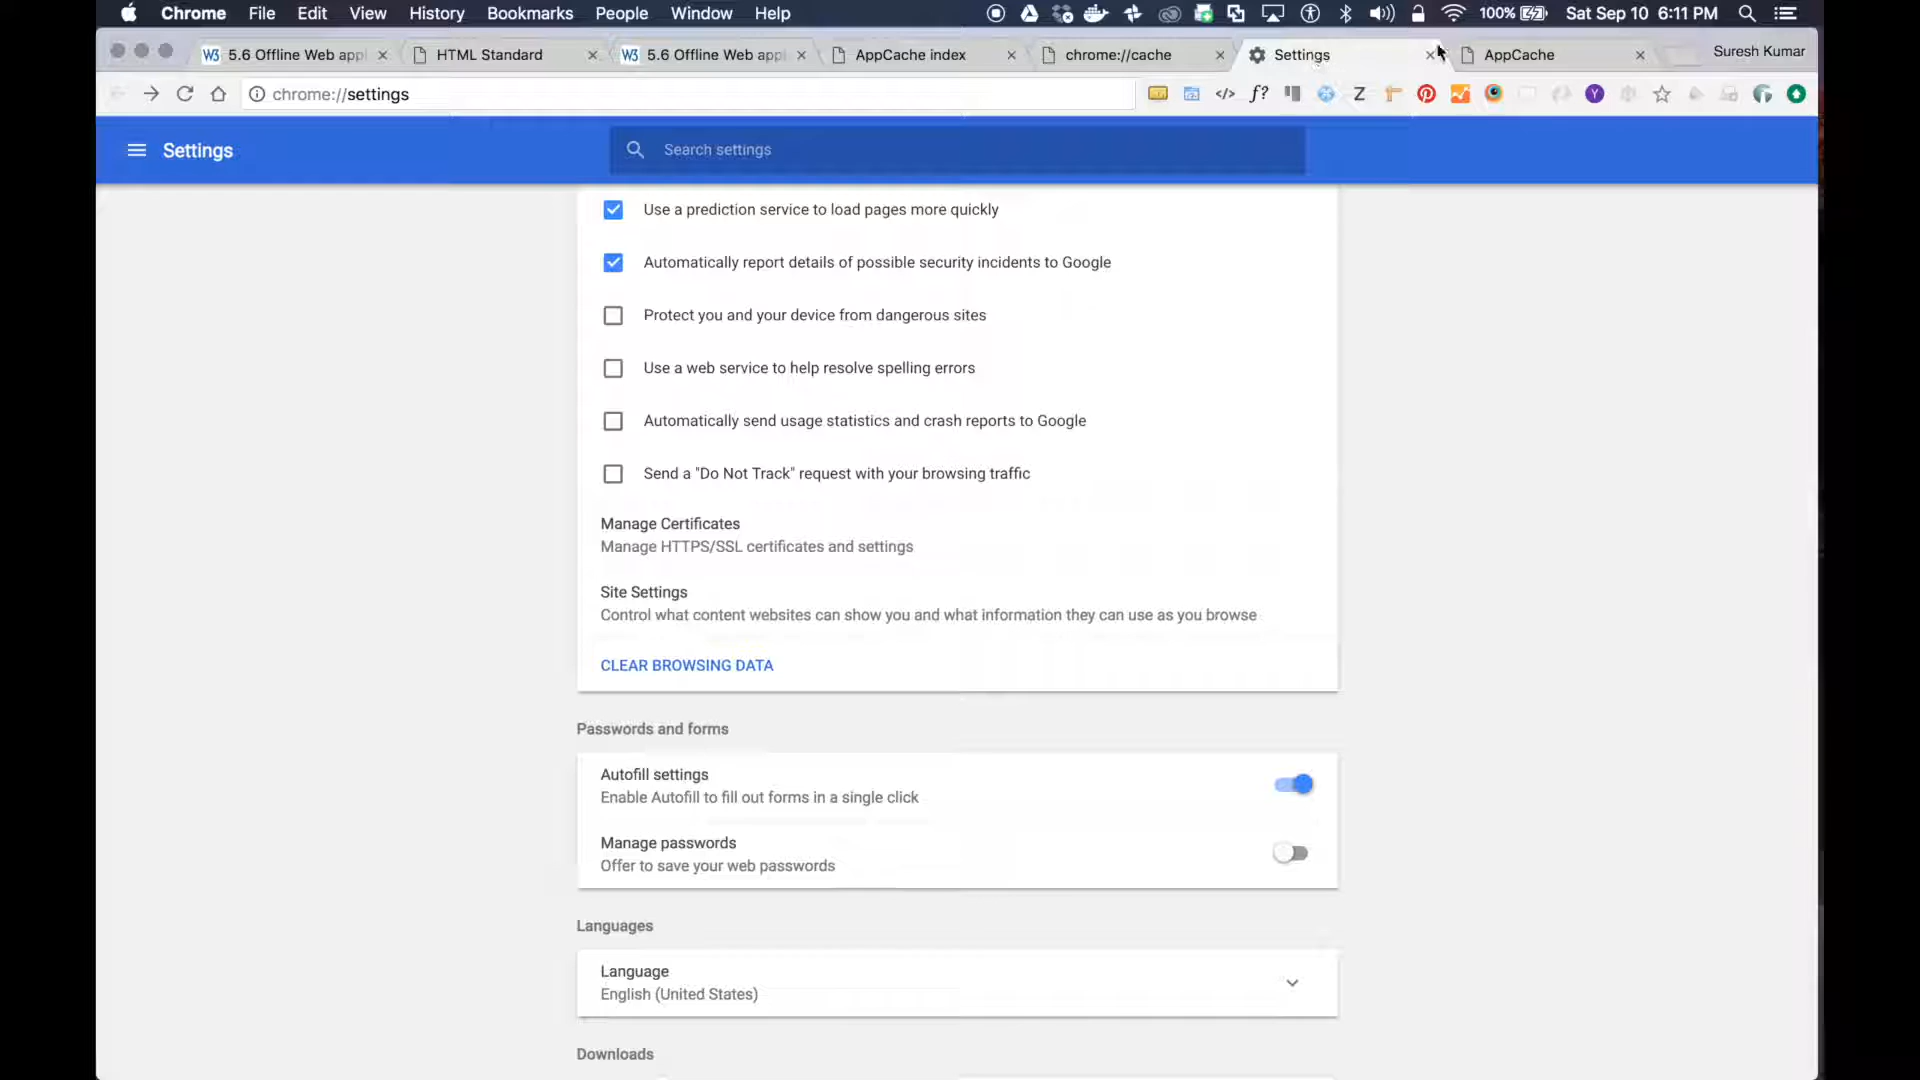 Chrome File Edit View History Bookmarks People Window Help 100% Sat Sep 10 6:11 PM
W3 5.6 Offline Web appl HTML Standard W3 5.6 Offline Web appl AppCache index chrome://cache Settings AppCache Suresh Kumar
chrome://settings </> f? Z Y
Settings Search settings
Use a prediction service to load pages more quickly
Automatically report details of possible security incidents to Google
Protect you and your device from dangerous sites
Use a web service to help resolve spelling errors
Automatically send usage statistics and crash reports to Google
Send a "Do Not Track" request with your browsing traffic
Manage Certificates
Manage HTTPS/SSL certificates and settings
Site Settings
Control what content websites can show you and what information they can use as you browse
CLEAR BROWSING DATA
Passwords and forms
Autofill settings
Enable Autofill to fill out forms in a single click
Manage passwords
Offer to save your web passwords
Languages
Language
English (United States)
Downloads